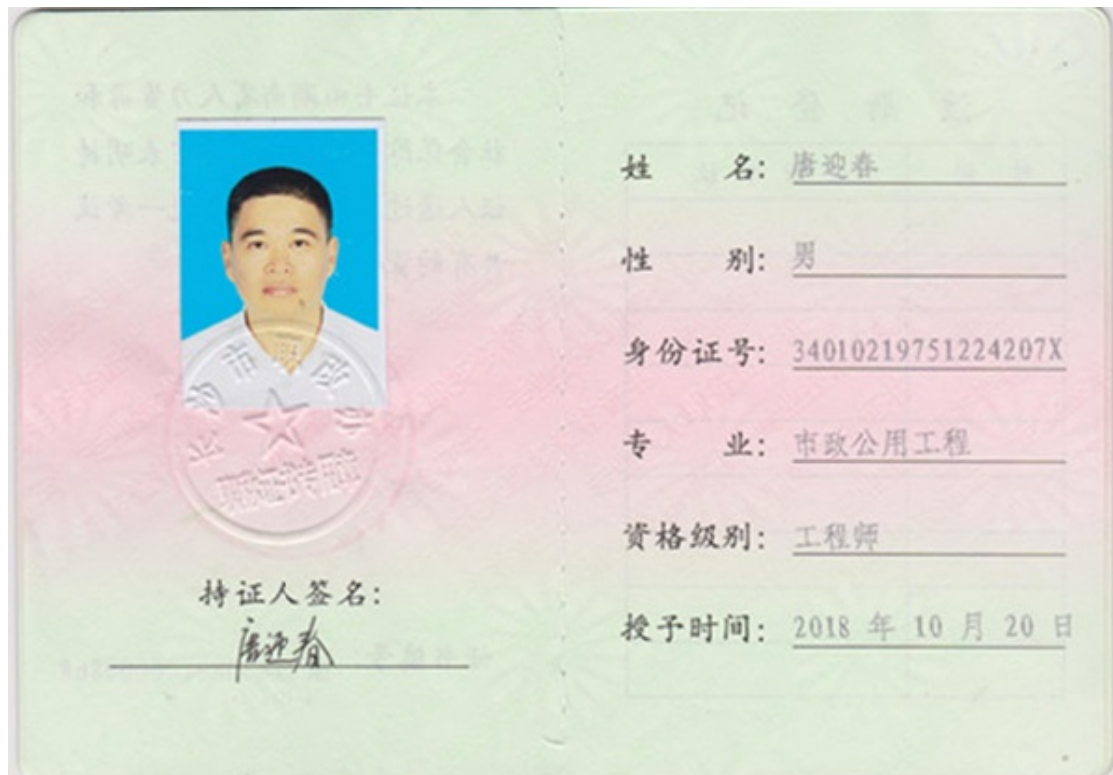 持证人签名:
唐迎春
姓 名: 唐迎春
性 别: 男
身份证号: 34010219751224207X
专 业: 市政公用工程
资格级别: 工程师
授予时间: 2018 年 10 月 20 日